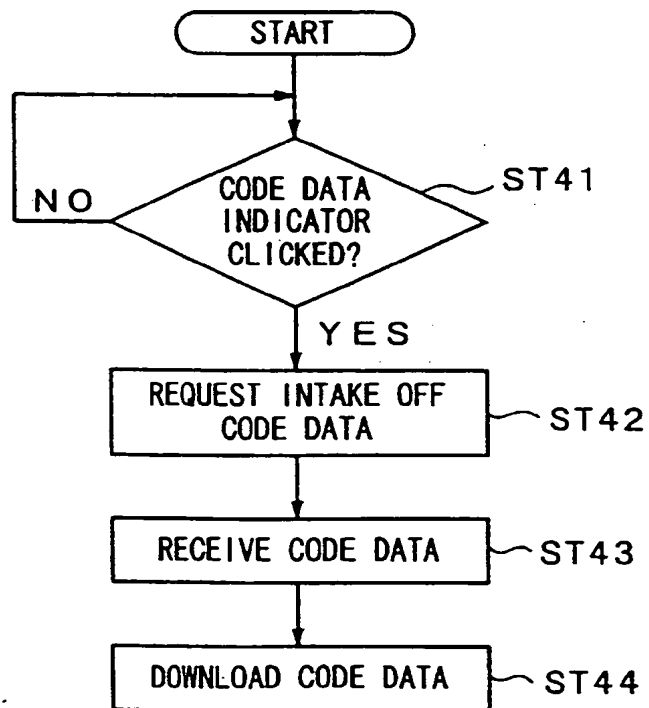 START
CODE DATA
INDICATOR
CLICKED?
ST41
NO
YES
REQUEST INTAKE OFF
CODE DATA
ST42
RECEIVE CODE DATA
ST43
DOWNLOAD CODE DATA
ST44